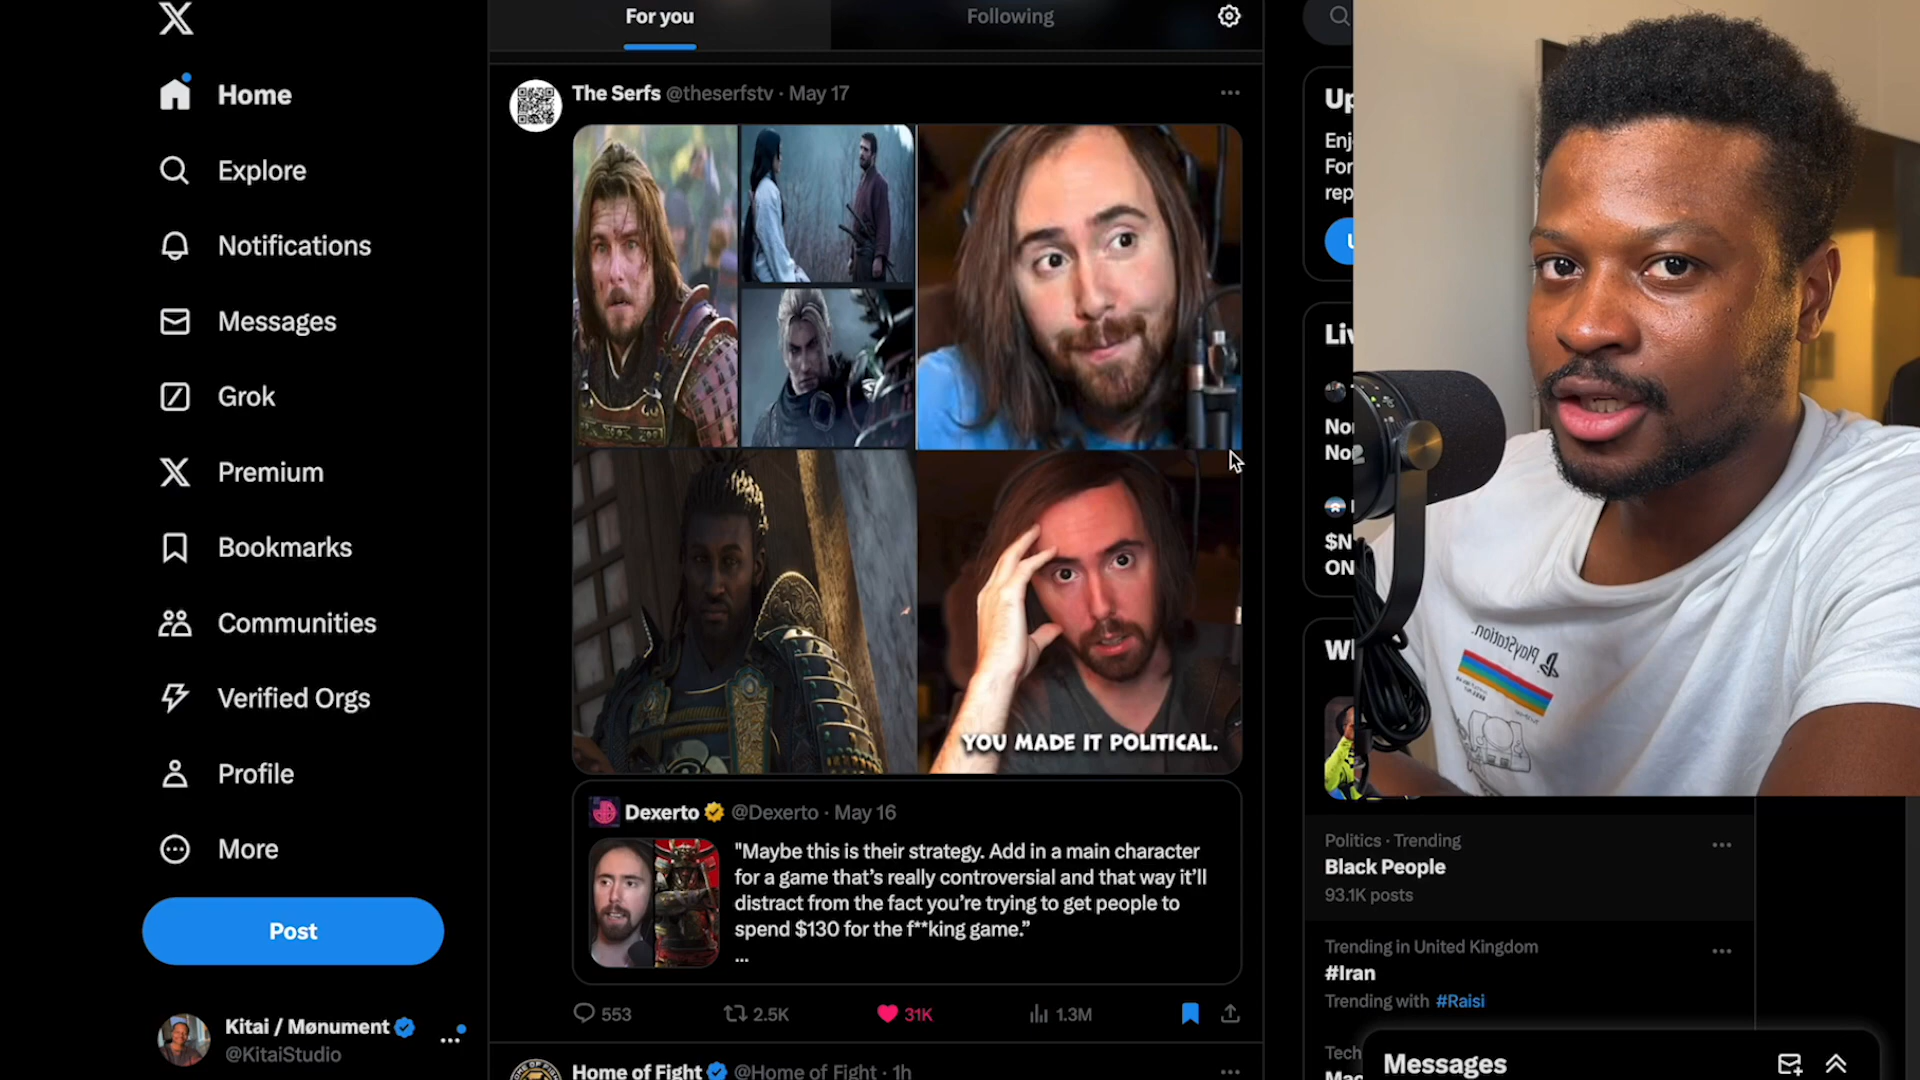 For you
Following
Home
Explore
Notifications
Messages
Grok
Premium
Bookmarks
Communities
Verified Orgs
Profile
More
Post
Kitai / Mønument
@KitaiStudio
The Serfs @theserfstv · May 17
YOU MADE IT POLITICAL.
Dexerto @Dexerto · May 16
"Maybe this is their strategy. Add in a main character
for a game that's really controversial and that way it'll
distract from the fact you're trying to get people to
spend $130 for the f**king game."
...
553
2.5K
31K
1.3M
Home of Fight @Home of Fight · 1h
Up
Enj
For
rep
Liv
No
No
$N
ON
PlayStation
Politics · Trending
Black People
93.1K posts
Trending in United Kingdom
#Iran
Trending with #Raisi
Tech
Messages